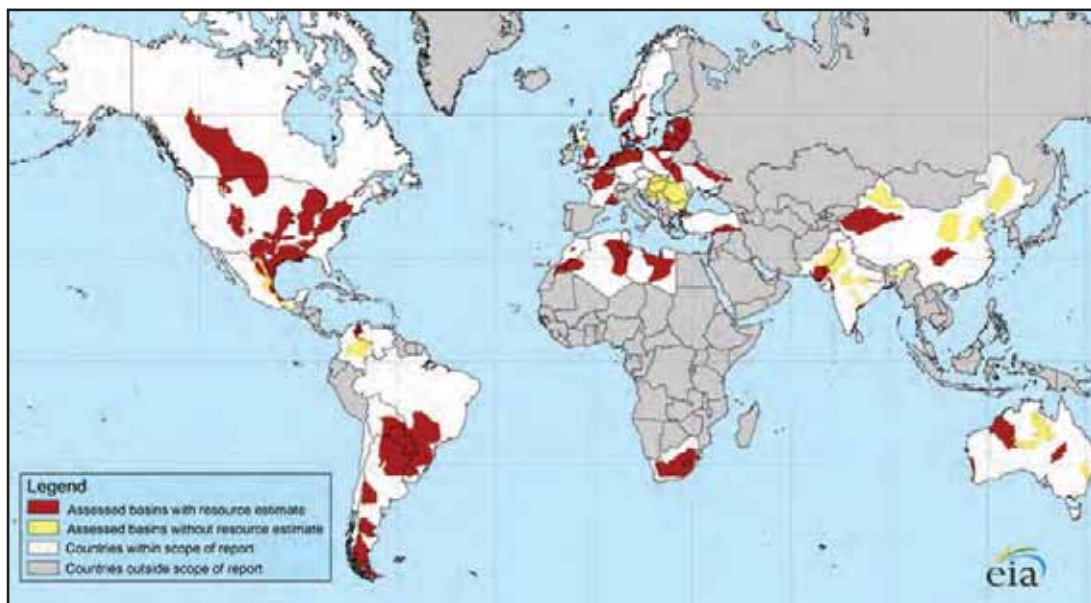 Legend
Assessed basins with resource estimate
Assessed basins without resource estimate
Countries within scope of report
Countries outside scope of report
eia